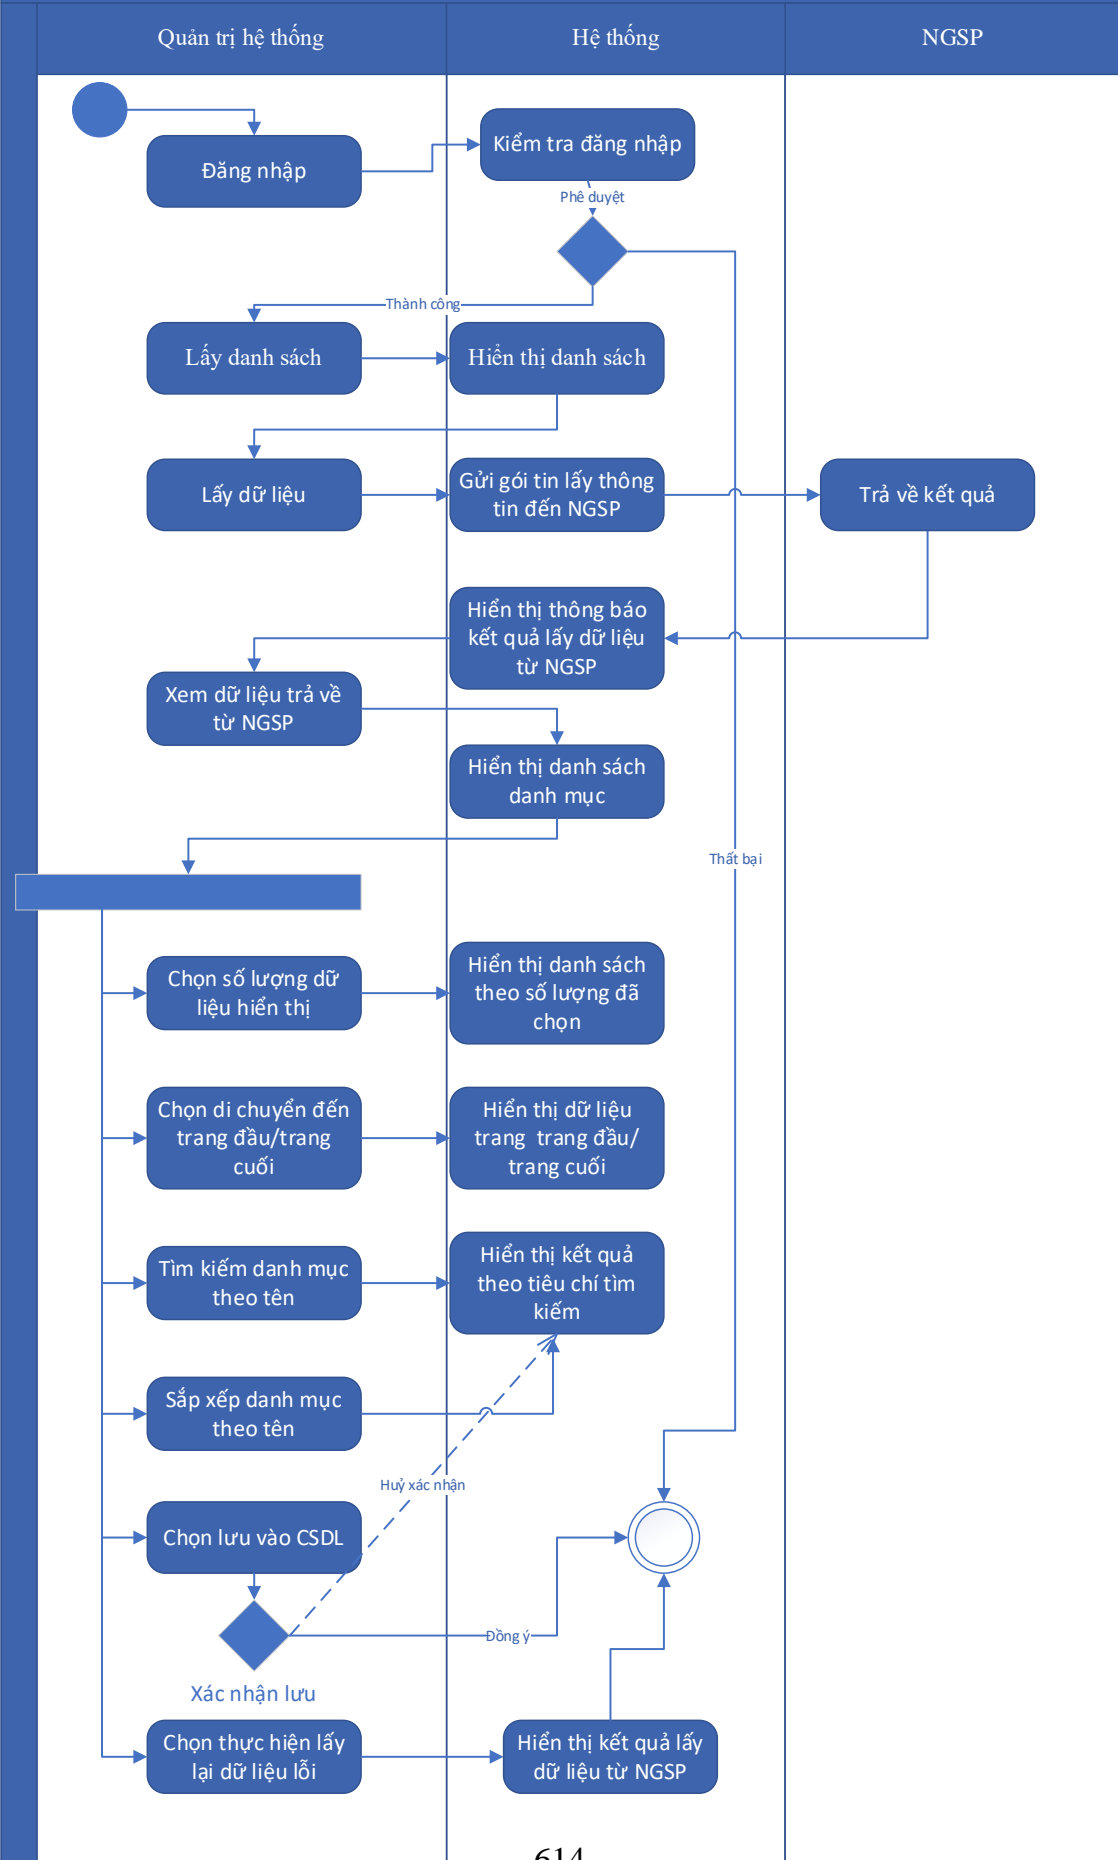 Quản trị hệ thống
Hệ thống
NGSP
Đăng nhập
Kiểm tra đăng nhập
Phê duyệt
Thành công
Lấy danh sách
Hiển thị danh sách
Lấy dữ liệu
Gửi gói tin lấy thông
tin đến NGSP
Trả về kết quả
Hiển thị thông báo
kết quả lấy dữ liệu
từ NGSP
Xem dữ liệu trả về
từ NGSP
Hiển thị danh sách
danh mục
Thất bại
Chọn số lượng dữ
liệu hiển thị
Hiển thị danh sách
theo số lượng đã
chọn
Chọn di chuyển đến
trang đầu/trang
cuối
Hiển thị dữ liệu
trang  trang đầu/
trang cuối
Tìm kiếm danh mục
theo tên
Hiển thị kết quả
theo tiêu chí tìm
kiếm
Sắp xếp danh mục
theo tên
Huỷ xác nhận
Chọn lưu vào CSDL
Đồng ý
Xác nhận lưu
Chọn thực hiện lấy
lại dữ liệu lỗi
Hiển thị kết quả lấy
dữ liệu từ NGSP
614